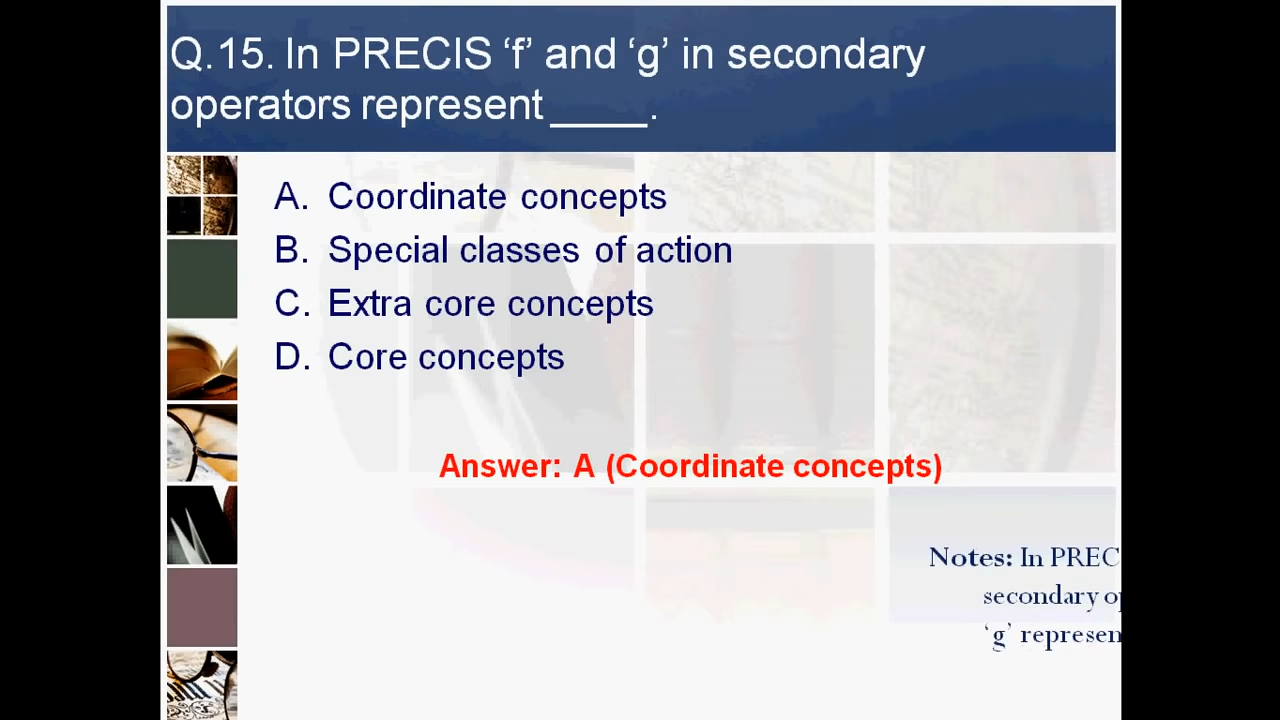 Q.15. In PRECIS ‘f’ and ‘g’ in secondary
operators represent ____.
A. Coordinate concepts
B. Special classes of action
C. Extra core concepts
D. Core concepts
Answer: A (Coordinate concepts)
Notes: In PREC
secondary
‘g’ represen